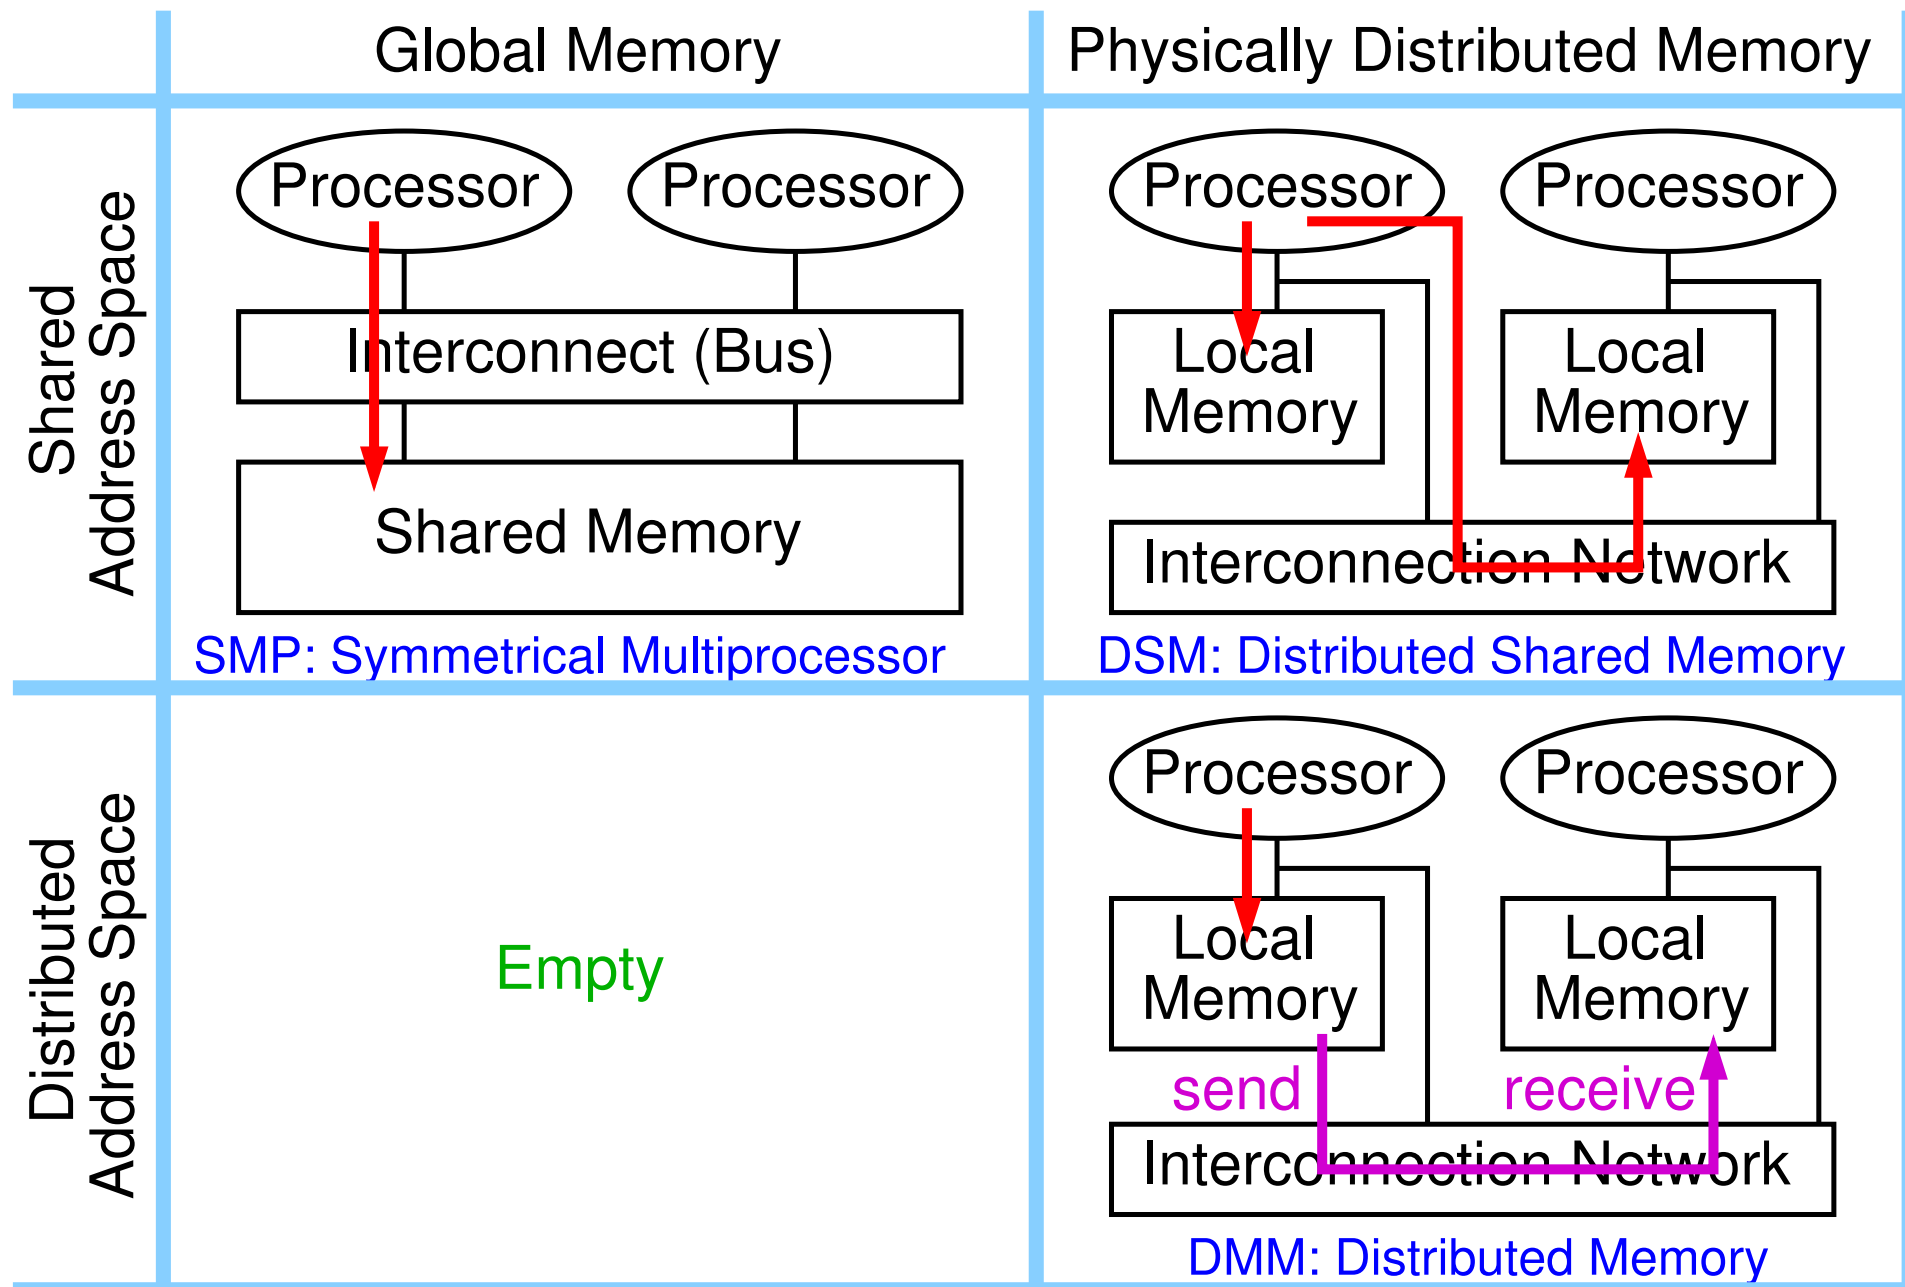 Global Memory
Physically Distributed Memory
Shared
Address Space
Processor
Processor
Interconnect (Bus)
Shared Memory
SMP: Symmetrical Multiprocessor
Processor
Processor
Local
Memory
Local
Memory
Interconnection Network
DSM: Distributed Shared Memory
Distributed
Address Space
Empty
Processor
Processor
Local
Memory
Local
Memory
send
receive
Interconnection Network
DMM: Distributed Memory